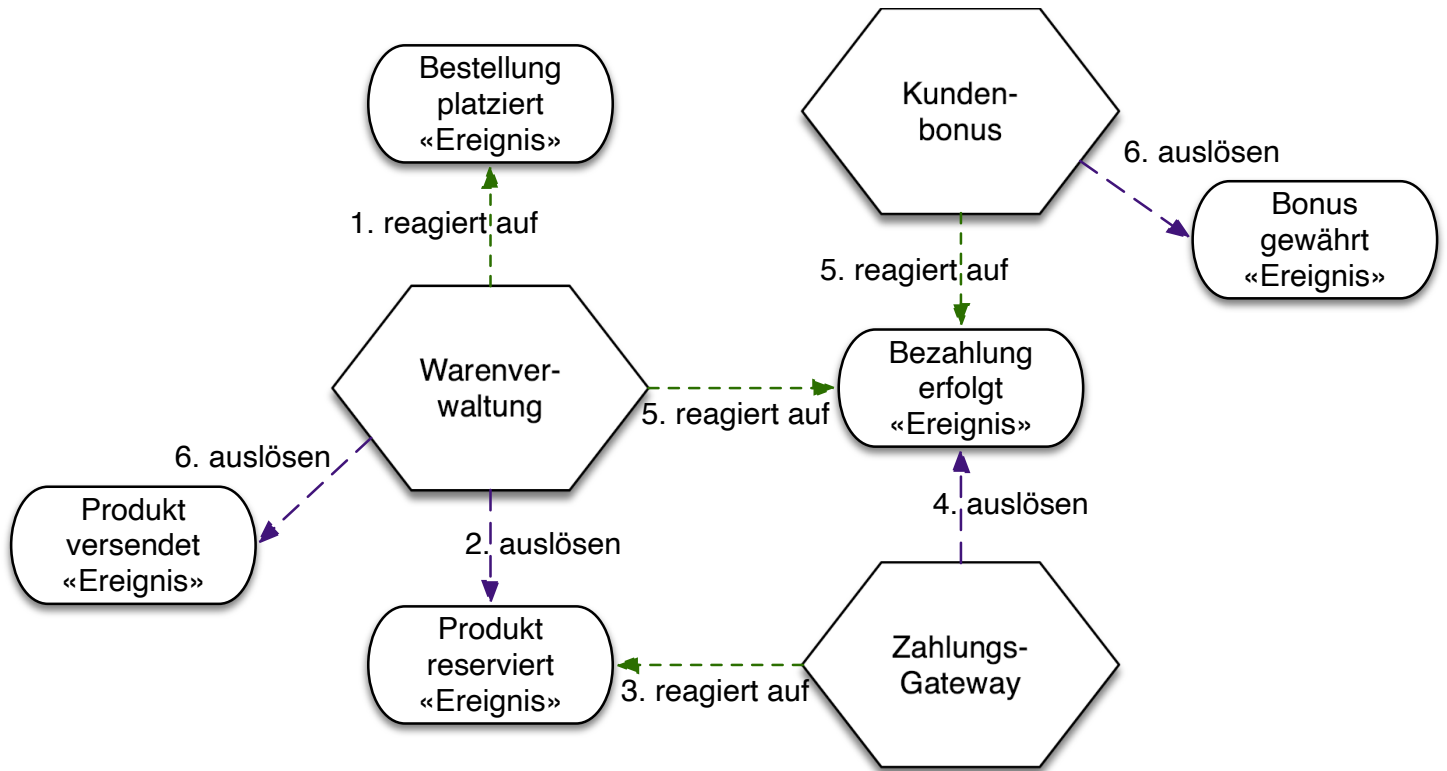 Bestellung
platziert
«Ereignis»
Kunden-
bonus
6. auslösen
Bonus
gewährt
«Ereignis»
1. reagiert auf
5. reagiert auf
Warenver-
waltung
Bezahlung
erfolgt
«Ereignis»
5. reagiert auf
6. auslösen
Produkt
versendet
«Ereignis»
2. auslösen
4. auslösen
Produkt
reserviert
«Ereignis»
3. reagiert auf
Zahlungs-
Gateway